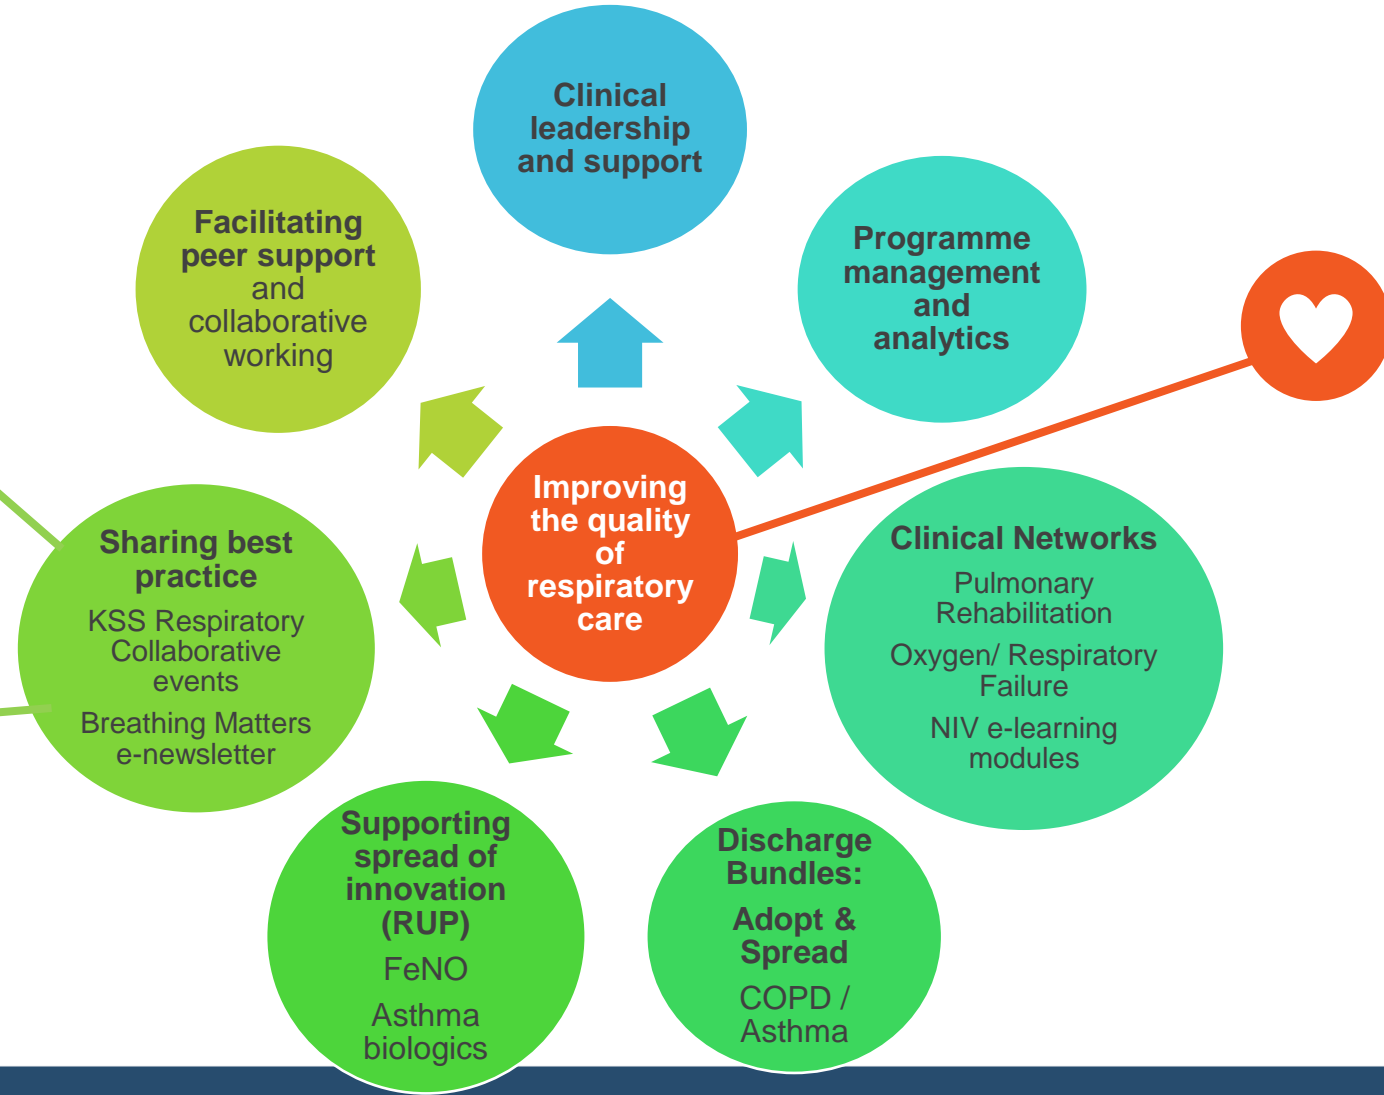 Clinical
leadership
and support
Facilitating
peer support
and
collaborative
working
Programme
management
and
analytics
Improving
the quality
of
respiratory
care
Sharing best
practice
KSS Respiratory
Collaborative
events
Breathing Matters
e-newsletter
Clinical Networks
Pulmonary
Rehabilitation
Oxygen/ Respiratory
Failure
NIV e-learning
modules
Supporting
spread of
innovation
(RUP)
FeNO
Asthma
biologics
Discharge
Bundles:
Adopt &
Spread
COPD /
Asthma